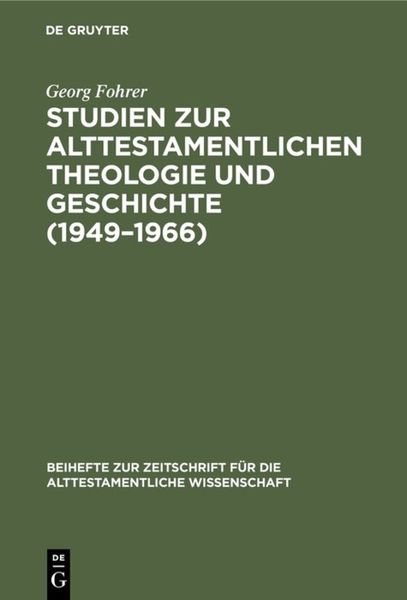 DE GRUYTER
Georg Fohrer
STUDIEN ZUR
ALTTESTAMENTLICHEN
THEOLOGIE UND
GESCHICHTE
(1949–1966)
BEIHEFTE ZUR ZEITSCHRIFT FÜR DIE
ALTTESTAMENTLICHE WISSENSCHAFT
DE
G